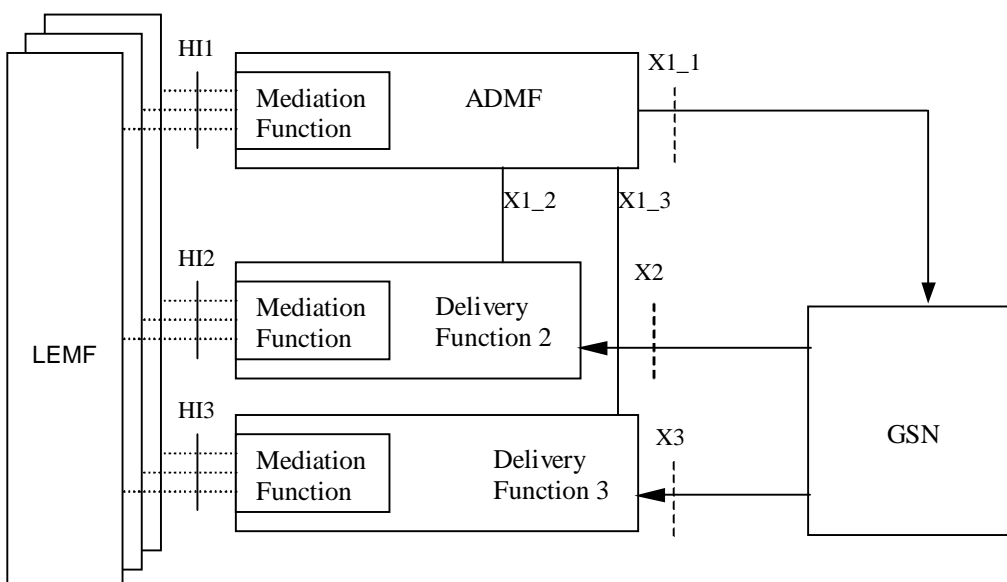 HI1
X1_1
Mediation
Function
ADMF
X1_2
X1_3
HI2
X2
Mediation
Function
Delivery
Function 2
LEMF
HI3
X3
GSN
Mediation
Function
Delivery
Function 3